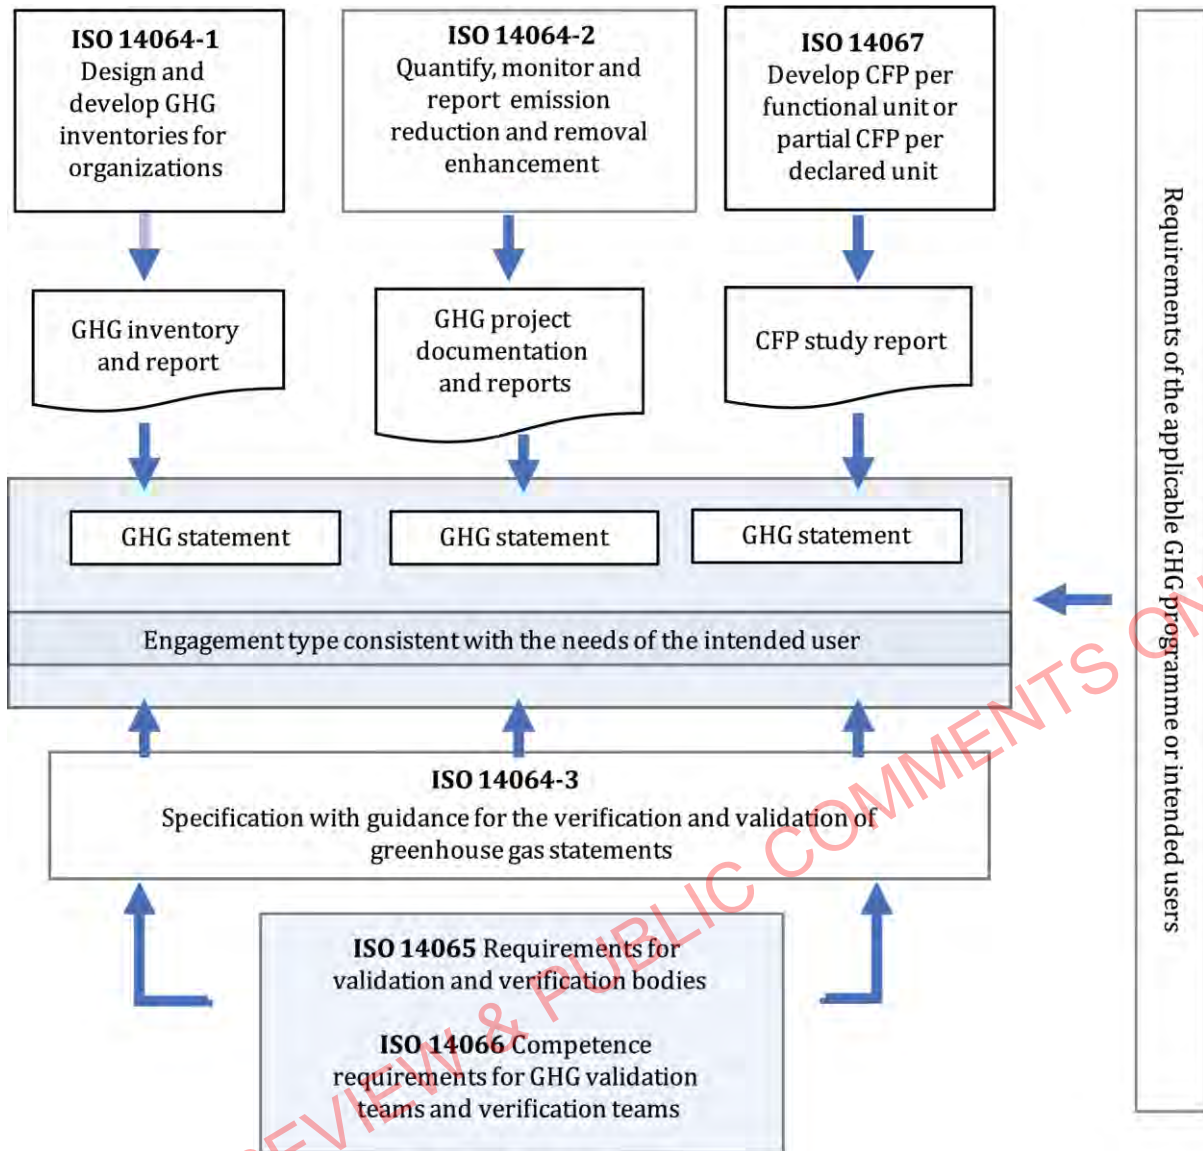 ISO 14064-1
Design and
develop GHG
inventories for
organizations
ISO 14064-2
Quantify, monitor and
report emission
reduction and removal
enhancement
ISO 14067
Develop CFP per
functional unit or
partial CFP per
declared unit
GHG inventory
and report
GHG project
documentation
and reports
CFP study report
GHG statement
GHG statement
GHG statement
Engagement type consistent with the needs of the intended user
ISO 14064-3
Specification with guidance for the verification and validation of
greenhouse gas statements
ISO 14065 Requirements for
validation and verification bodies
ISO 14066 Competence
requirements for GHG validation
teams and verification teams
Requirements of the applicable GHG programme or intended users
EVIEW & PUBLIC COMMENTS ON